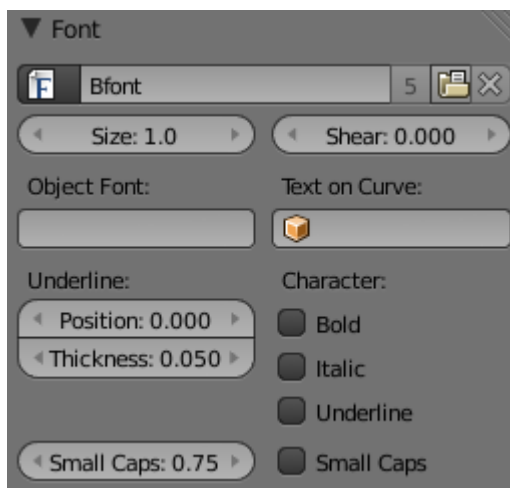 Font
F Bfont 5
Size: 1.0 Shear: 0.000
Object Font: Text on Curve:
Underline: Character:
Position: 0.000 Bold
Thickness: 0.050 Italic
Underline
Small Caps: 0.75 Small Caps